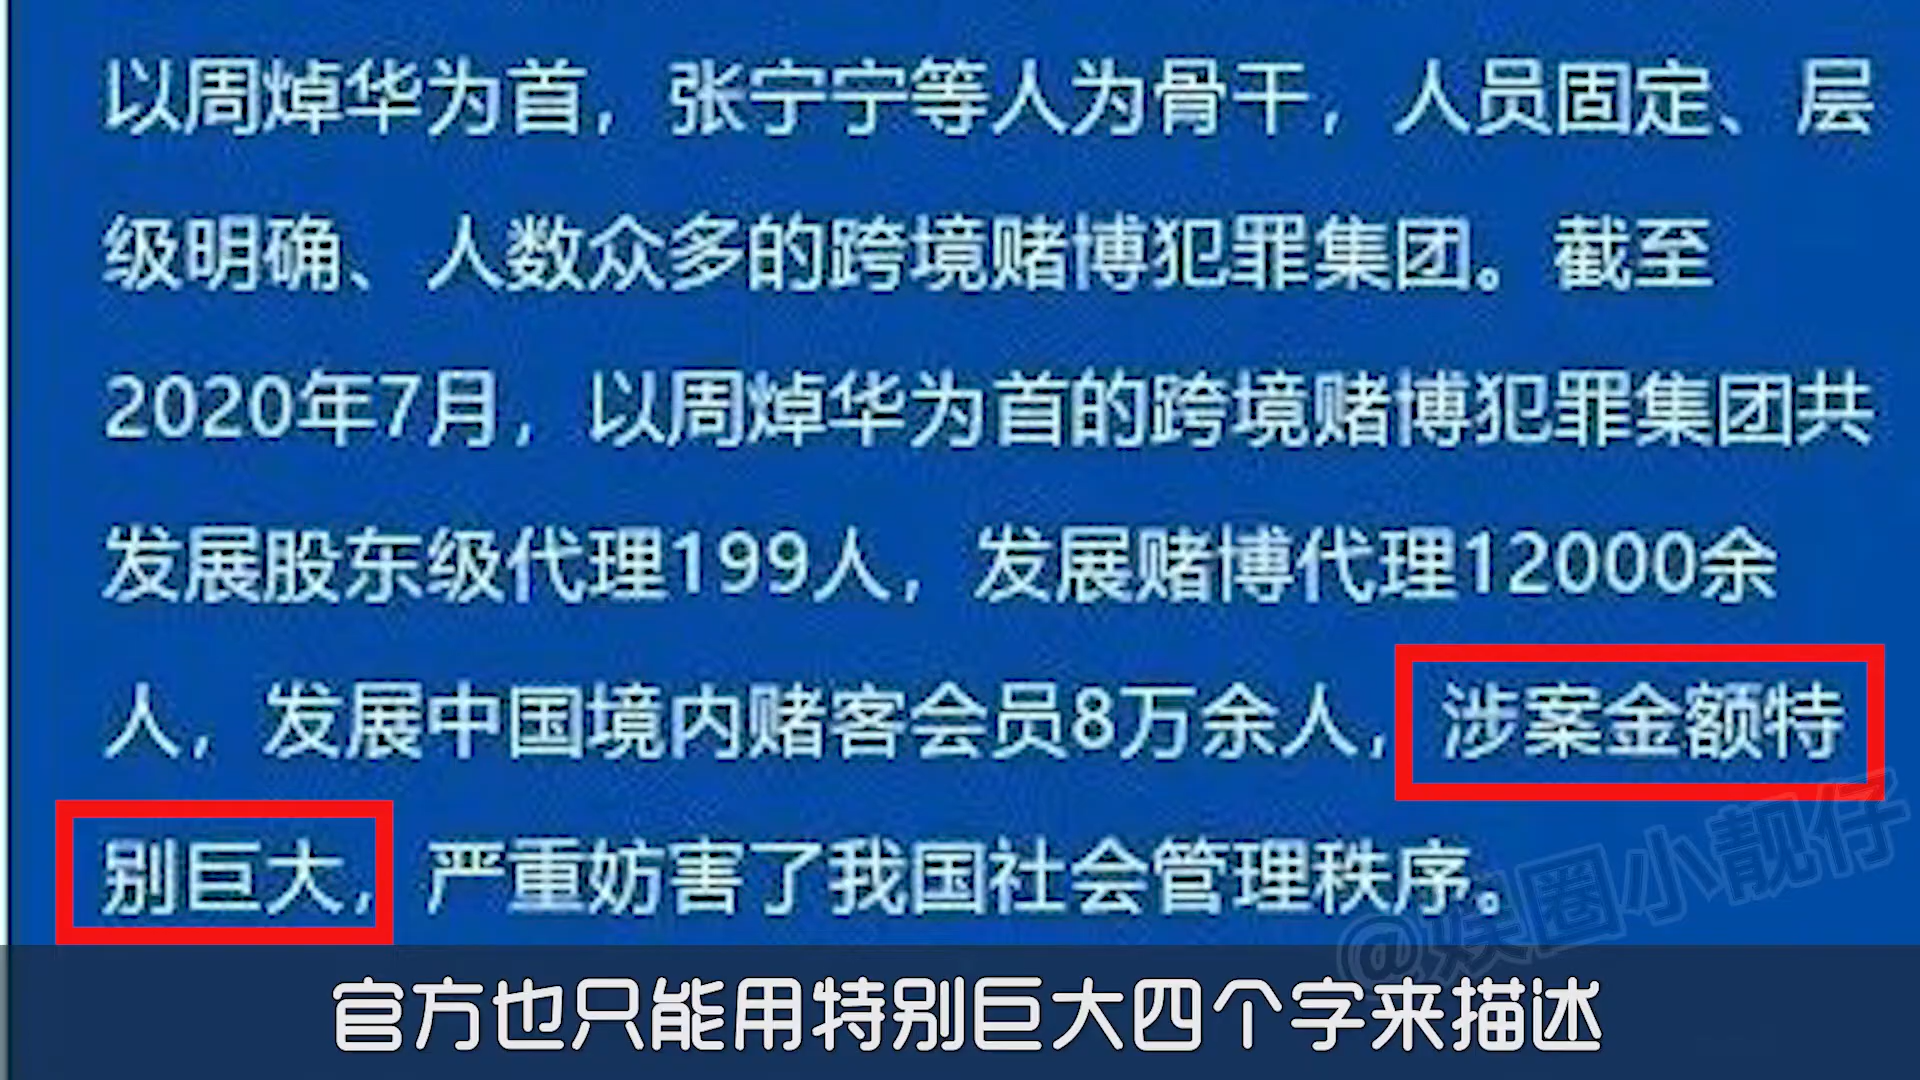 以周焯华为首，张宁宁等人为骨干，人员固定、层
级明确、人数众多的跨境赌博犯罪集团。截至
2020年7月，以周焯华为首的跨境赌博犯罪集团共
发展股东级代理199人，发展赌博代理12000余
人，发展中国境内赌客会员8万余人，涉案金额特
别巨大，严重妨害了我国社会管理秩序。
@娱圈小靓仔
官方也只能用特别巨大四个字来描述